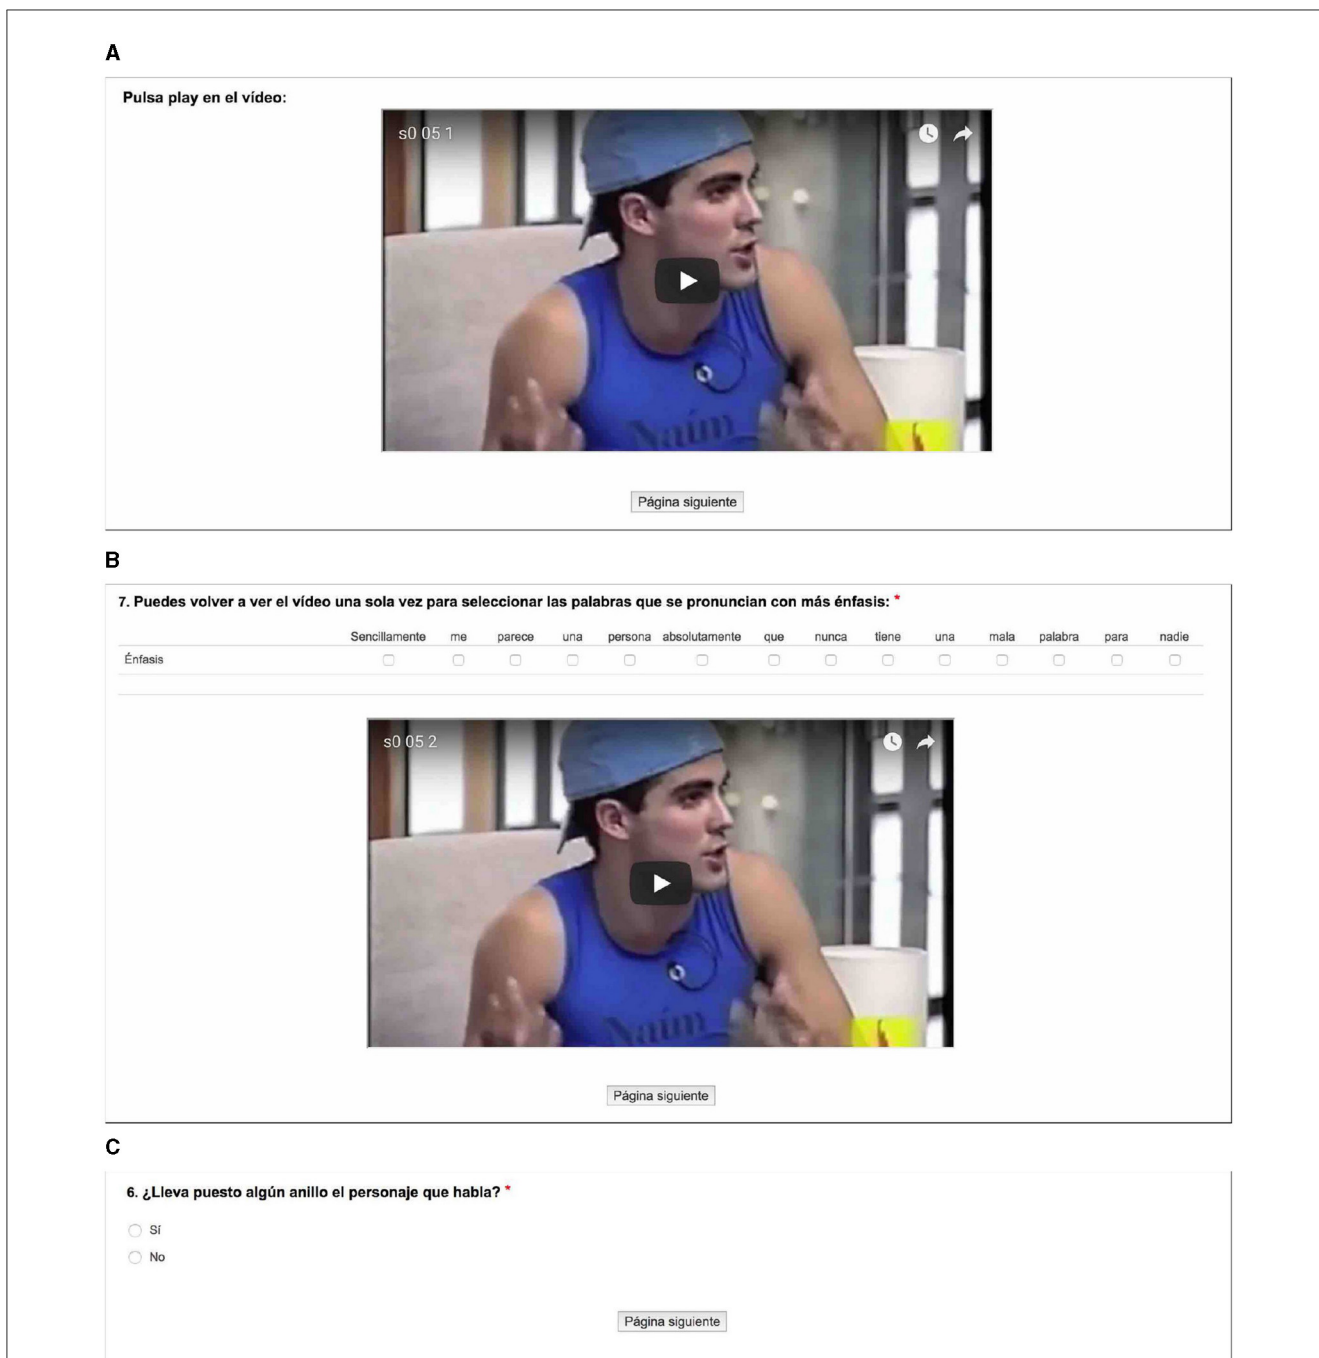 A
Pulsa play en el vídeo:
s0 05 1
Naím
Página siguiente
B
7. Puedes volver a ver el vídeo una sola vez para seleccionar las palabras que se pronuncian con más énfasis: *
Sencillamente me parece una persona absolutamente que nunca tiene una mala palabra para nadie
Énfasis
s0 05 2
Naím
Página siguiente
C
6. ¿Lleva puesto algún anillo el personaje que habla? *
Sí
No
Página siguiente